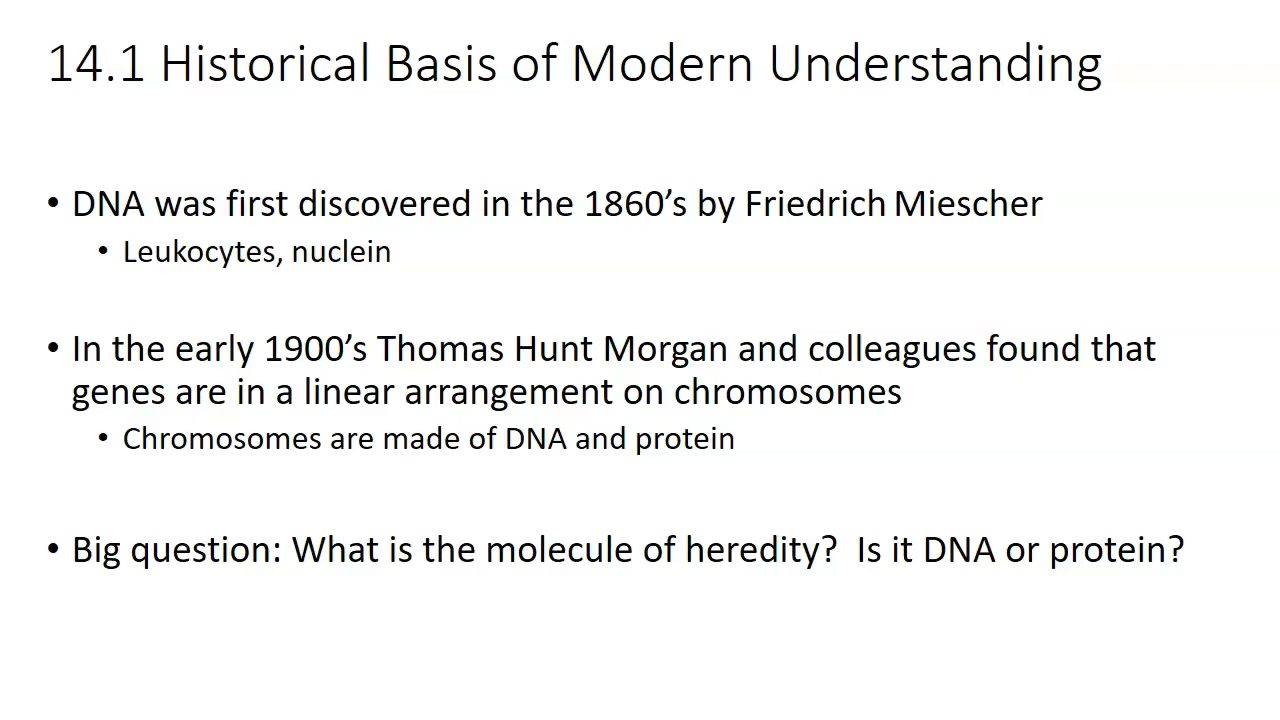 14.1 Historical Basis of Modern Understanding
• DNA was first discovered in the 1860’s by Friedrich Miescher
• Leukocytes, nuclein
• In the early 1900’s Thomas Hunt Morgan and colleagues found that
genes are in a linear arrangement on chromosomes
• Chromosomes are made of DNA and protein
• Big question: What is the molecule of heredity?  Is it DNA or protein?